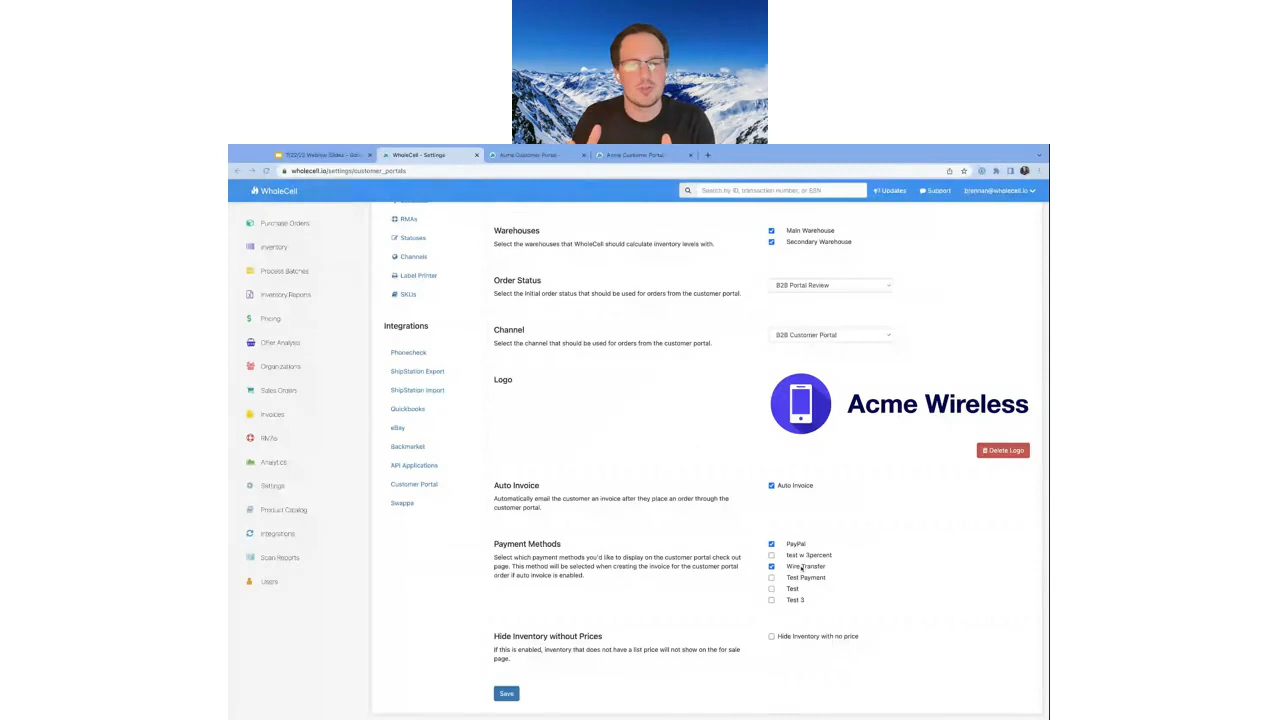 WholeCell - Settings
Acme Customer Portal
Acme Customer Portal
wholecell.io/settings/customer_portals
WholeCell
Search by ID, transaction number, or ESN
Updates
Support
brennan@wholecell.io
Purchase Orders
Inventory
Process Batches
Inventory Reports
Pricing
Offer Analysis
Organizations
Sales Orders
Invoices
RMAs
Analytics
Settings
Product Catalog
Integrations
Scan Reports
Users
RMAs
Statuses
Channels
Label Printer
SKUs
Integrations
Phonecheck
ShipStation Export
ShipStation Import
Quickbooks
eBay
Backmarket
API Applications
Customer Portal
Swappa
Warehouses
Select the warehouses that WholeCell should calculate inventory levels with.
Main Warehouse
Secondary Warehouse
Order Status
Select the initial order status that should be used for orders from the customer portal.
B2B Portal Review
Channel
Select the channel that should be used for orders from the customer portal.
B2B Customer Portal
Logo
Acme Wireless
Delete Logo
Auto Invoice
Automatically email the customer an invoice after they place an order through the
customer portal.
Auto Invoice
Payment Methods
Select which payment methods you'd like to display on the customer portal check out
page. This method will be selected when creating the invoice for the customer portal
order if auto invoice is enabled.
PayPal
test w 3percent
Wire Transfer
Test Payment
Test
Test 3
Hide Inventory without Prices
If this is enabled, inventory that does not have a list price will not show on the for sale
page.
Hide Inventory with no price
Save